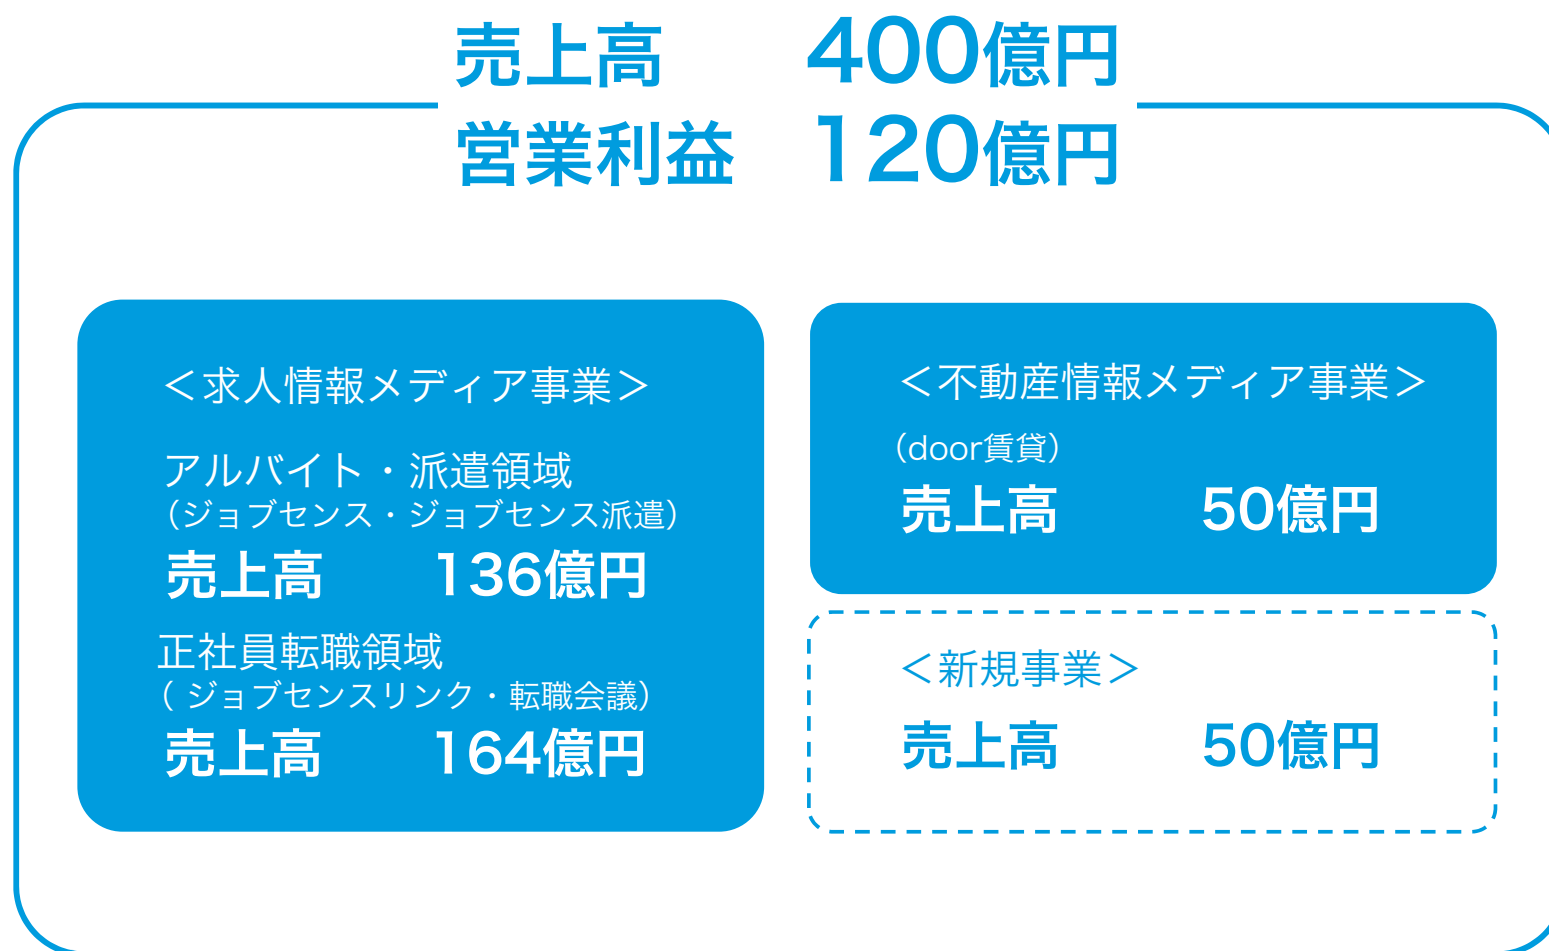 売上高 400億円
営業利益 120億円
＜求人情報メディア事業＞
アルバイト・派遣領域
（ジョブセンス・ジョブセンス派遣）
売上高 136億円
正社員転職領域
（ ジョブセンスリンク・転職会議）
売上高 164億円
＜不動産情報メディア事業＞
（door賃貸）
売上高 50億円
＜新規事業＞
売上高 50億円